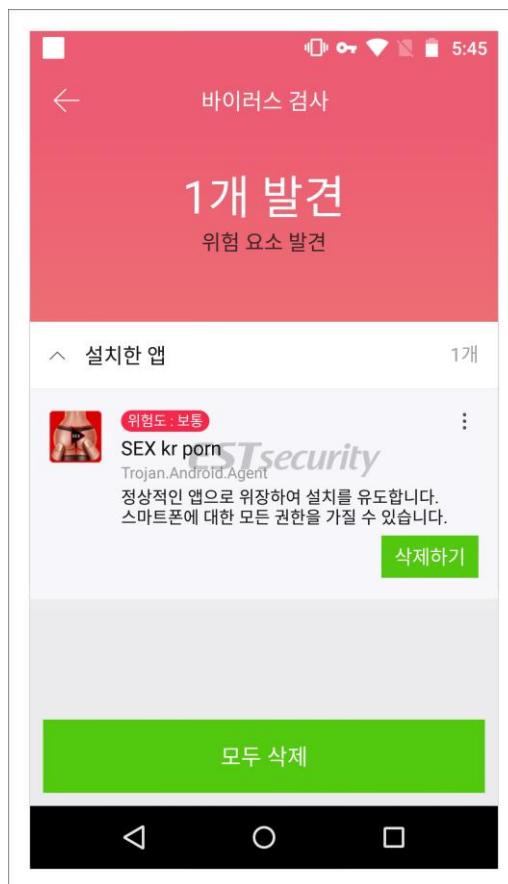 5:45
바이러스 검사
1개 발견
위험 요소 발견
설치한 앱 1개
위험도 : 보통
SEX kr porn
ESTsecurity
Trojan.Android.Agent
정상적인 앱으로 위장하여 설치를 유도합니다.
스마트폰에 대한 모든 권한을 가질 수 있습니다.
삭제하기
모두 삭제